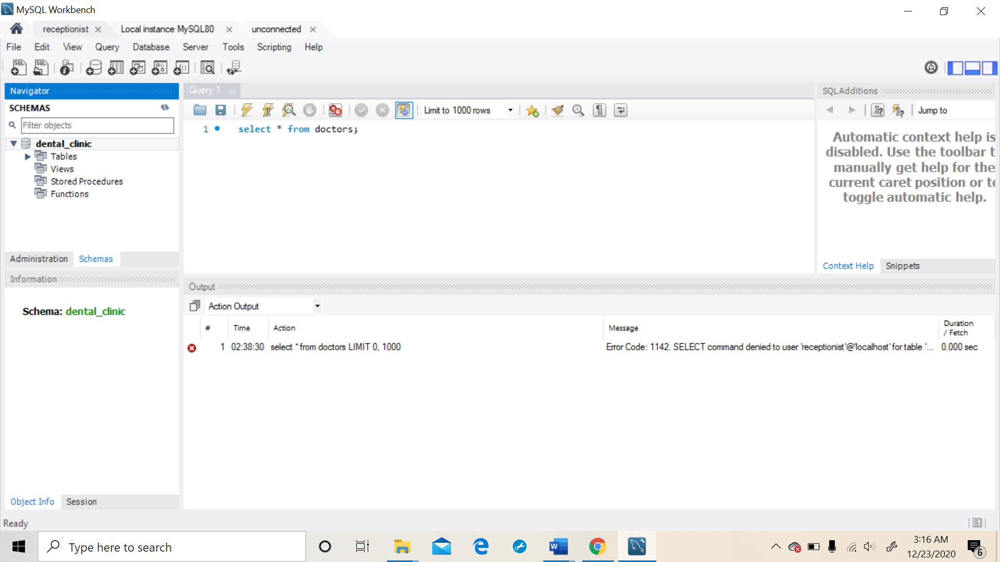 MySQL Workbench
receptionist
Local instance MySQL80
unconnected
File Edit View Query Database Server Tools Scripting Help
Navigator
SCHEMAS
Filter objects
dental_clinic
Tables
Views
Stored Procedures
Functions
Administration Schemas
Information
Schema: dental_clinic
Object Info Session
Query 1
Limit to 1000 rows
1 select * from doctors;
SQLAdditions
Jump to
Automatic context help is
disabled. Use the toolbar t
manually get help for the
current caret position or to
toggle automatic help.
Context Help Snippets
Output
Action Output
# Time Action Message Duration / Fetch
1 02:38:30 select * from doctors LIMIT 0, 1000 Error Code: 1142. SELECT command denied to user 'receptionist'@'localhost' for table '... 0.000 sec
Ready
Type here to search
3:16 AM
12/23/2020
6